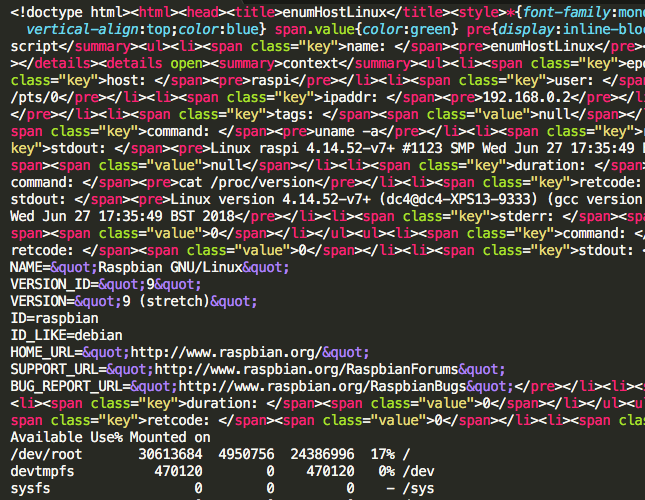 <!doctype html><html><head><title>enumHostLinux</title><style>*{font-family:mono
vertical-align:top;color:blue} span.value{color:green} pre{display:inline-bloc
script</summary><ul><li><span class="key">name: </span><pre>enumHostLinux</pre><
></details><details open><summary>context</summary><ul><li><span class="key">epo
class="key">host: </span><pre>raspi</pre></li><li><span class="key">user: </span
/pts/0</pre></li><li><span class="key">ipaddr: </span><pre>192.168.0.2</pre></li
</pre></li><li><span class="key">tags: </span><span class="value">null</span></l
span class="key">command: </span><pre>uname -a</pre></li><li><span class="key">r
key">stdout: </span><pre>Linux raspi 4.14.52-v7+ #1123 SMP Wed Jun 27 17:35:49 B
span><span class="value">null</span></li><li><span class="key">duration: </span>
command: </span><pre>cat /proc/version</pre></li><li><span class="key">retcode:
stdout: </span><pre>Linux version 4.14.52-v7+ (dc4@dc4-XPS13-9333) (gcc version
Wed Jun 27 17:35:49 BST 2018</pre></li><li><span class="key">stderr: </span><spa
span><span class="value">0</span></li></ul><ul><li><span class="key">command: </
retcode: </span><span class="value">0</span></li><li><span class="key">stdout: <
NAME=&quot;Raspbian GNU/Linux&quot;
VERSION_ID=&quot;9&quot;
VERSION=&quot;9 (stretch)&quot;
ID=raspbian
ID_LIKE=debian
HOME_URL=&quot;http://www.raspbian.org/&quot;
SUPPORT_URL=&quot;http://www.raspbian.org/RaspbianForums&quot;
BUG_REPORT_URL=&quot;http://www.raspbian.org/RaspbianBugs&quot;</pre></li><li><s
<li><span class="key">duration: </span><span class="value">0</span></li></ul><ul
span class="key">retcode: </span><span class="value">0</span></li><li><span clas
Available Use% Mounted on
/dev/root 30613684 4950756 24386996 17% /
devtmpfs 470120 0 470120 0% /dev
sysfs 0 0 0 - /sys